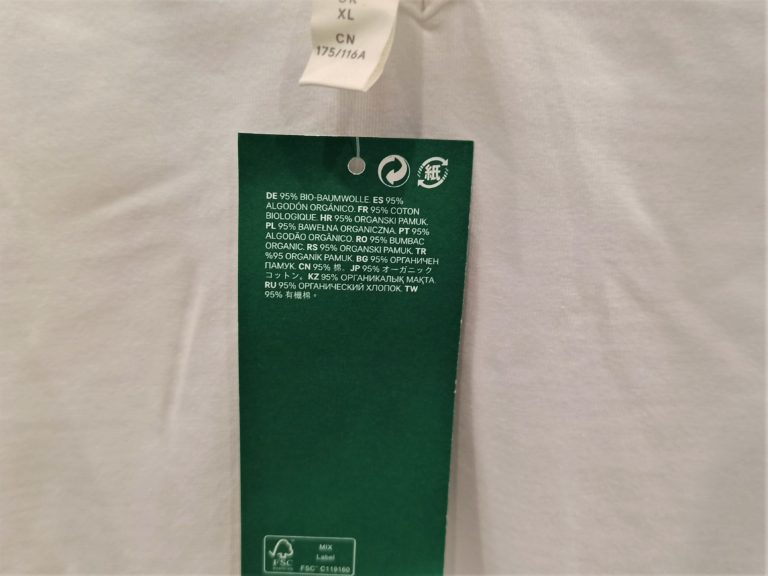 XL
CN
175/116A
紙
DE 95% BIO-BAUMWOLLE. ES 95%
ALGODÓN ORGÁNICO. FR 95% COTON
BIOLOGIQUE. HR 95% ORGANSKI PAMUK.
PL 95% BAWEŁNA ORGANICZNA. PT 95%
ALGODÃO ORGÂNICO. RO 95% BUMBAC
ORGANIC. RS 95% ORGANSKI PAMUK. TR
%95 ORGANIK PAMUK. BG 95% ОРГАНИЧЕН
ПАМУК. CN 95% 棉。JP 95% オーガニック
コットン。KZ 95% ОРГАНИКАЛЫҚ МАҚТА.
RU 95% ОРГАНИЧЕСКИЙ ХЛОПОК. TW
95% 有機棉。
MIX
Label
FSC
FSC™ C119160